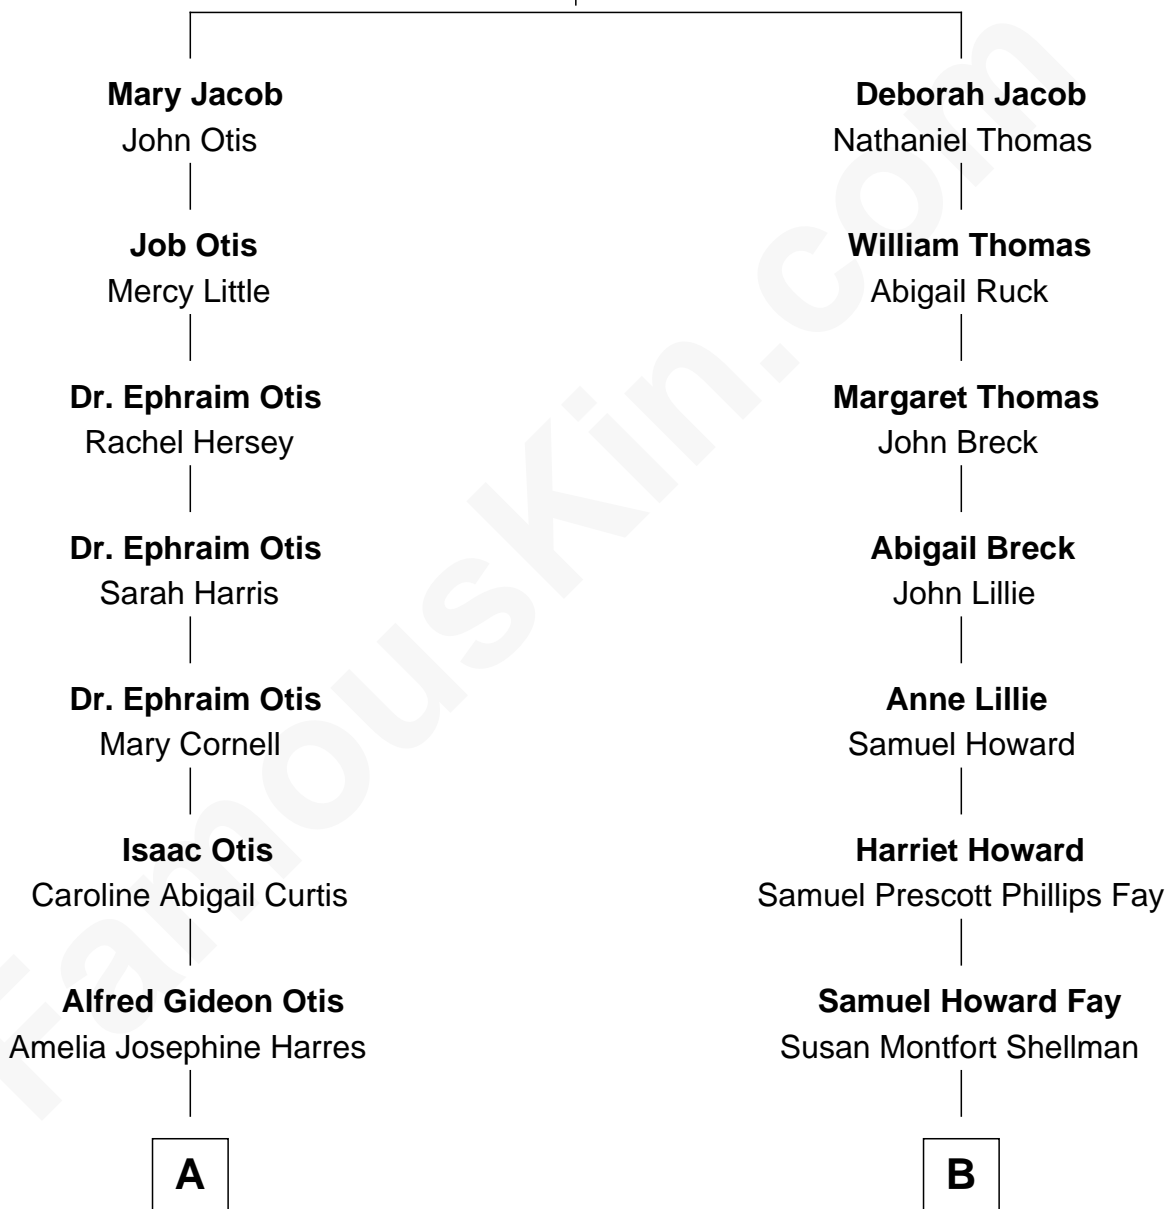 Mary Jacob
John Otis
Job Otis
Mercy Little
Dr. Ephraim Otis
Rachel Hersey
Dr. Ephraim Otis
Sarah Harris
Dr. Ephraim Otis
Mary Cornell
Isaac Otis
Caroline Abigail Curtis
Alfred Gideon Otis
Amelia Josephine Harres
A
Deborah Jacob
Nathaniel Thomas
William Thomas
Abigail Ruck
Margaret Thomas
John Breck
Abigail Breck
John Lillie
Anne Lillie
Samuel Howard
Harriet Howard
Samuel Prescott Phillips Fay
Samuel Howard Fay
Susan Montfort Shellman
B
FamousKin.com